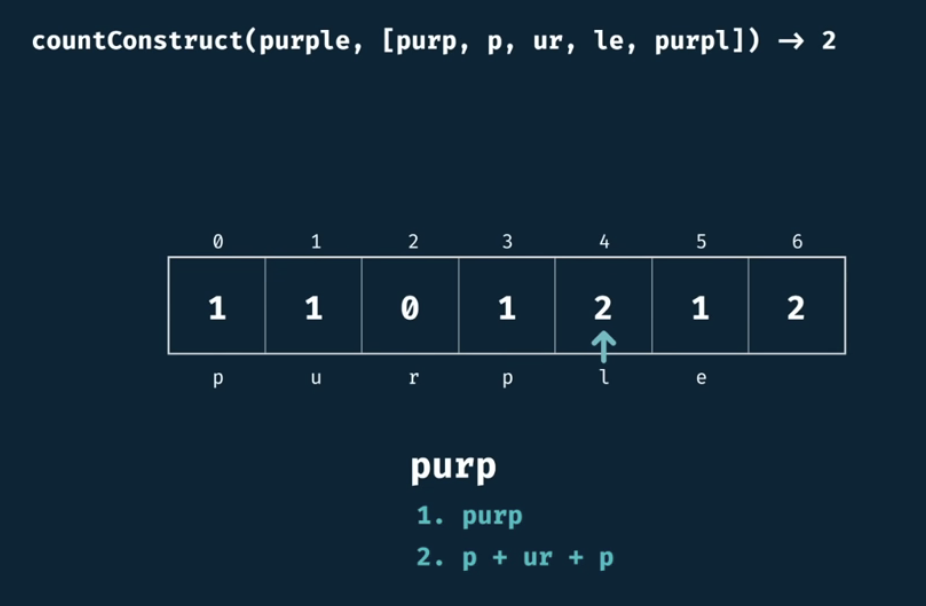 countConstruct(purple, [purp, p, ur, le, purpl]) → 2
0 1 2 3 4 5 6
1 1 0 1 2 1 2
p u r p l e
purp
1. purp
2. p + ur + p